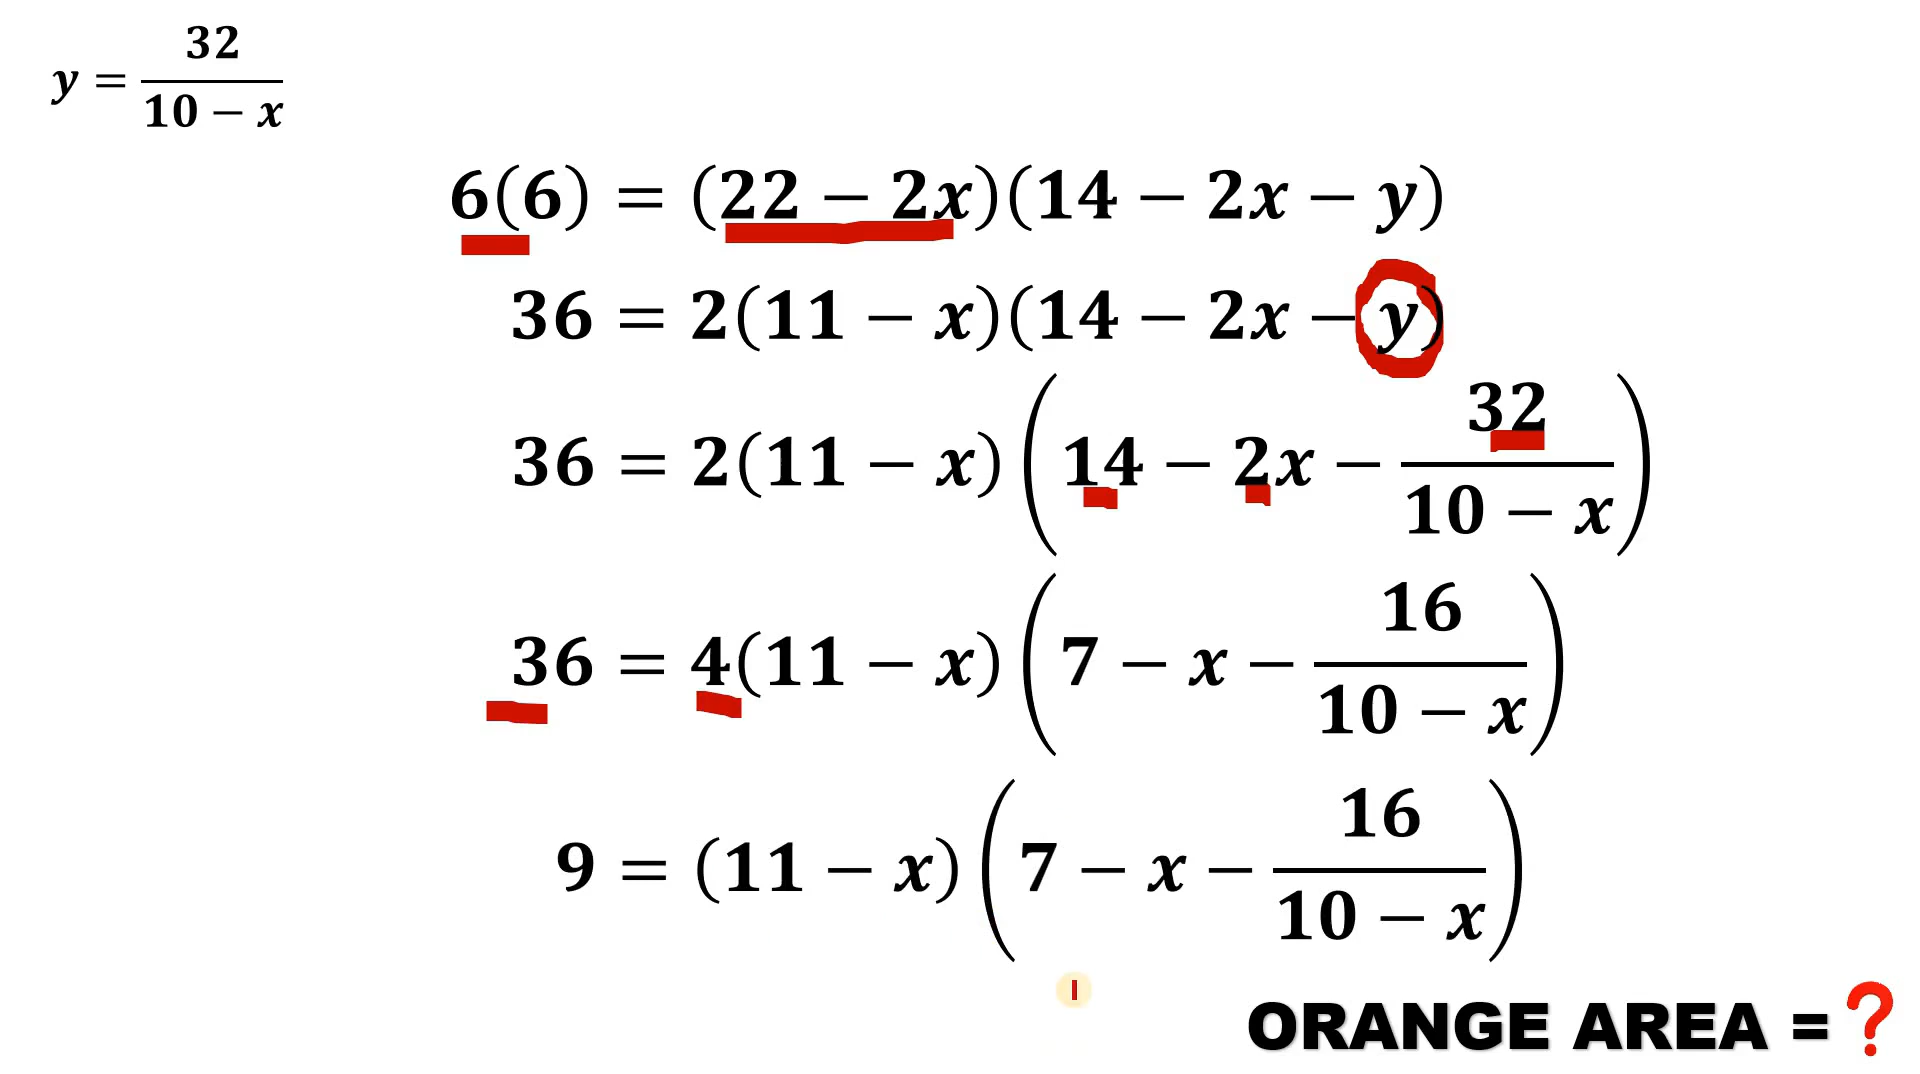 y = 32/(10 − x)
6(6) = (22 − 2x)(14 − 2x − y)
36 = 2(11 − x)(14 − 2x − y)
36 = 2(11 − x)(14 − 2x − 32/(10 − x))
36 = 4(11 − x)(7 − x − 16/(10 − x))
9 = (11 − x)(7 − x − 16/(10 − x))
ORANGE AREA = ?